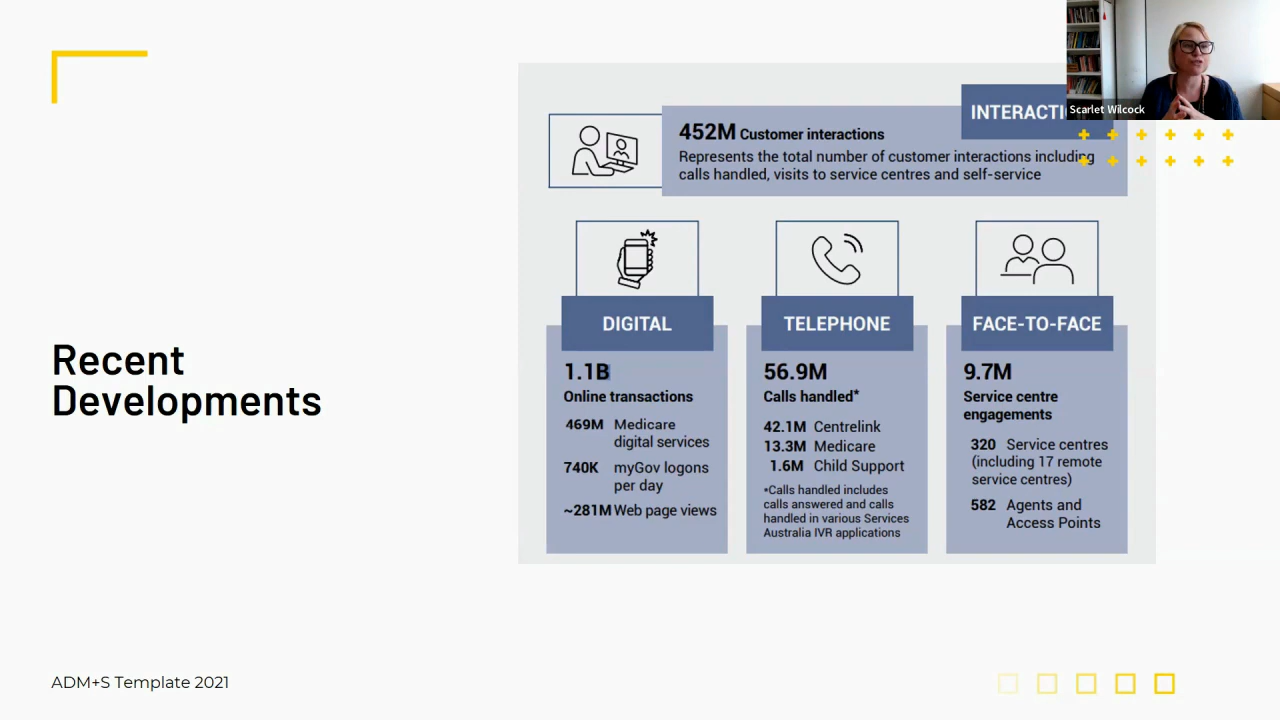 Scarlet Wilcock
INTERACTI
452M Customer interactions
Represents the total number of customer interactions including
calls handled, visits to service centres and self-service
Recent
Developments
DIGITAL
1.1B
Online transactions
469M Medicare
digital services
740K myGov logons
per day
~281M Web page views
TELEPHONE
56.9M
Calls handled*
42.1M Centrelink
13.3M Medicare
1.6M Child Support
*Calls handled includes
calls answered and calls
handled in various Services
Australia IVR applications
FACE-TO-FACE
9.7M
Service centre
engagements
320 Service centres
(including 17 remote
service centres)
582 Agents and
Access Points
ADM+S Template 2021